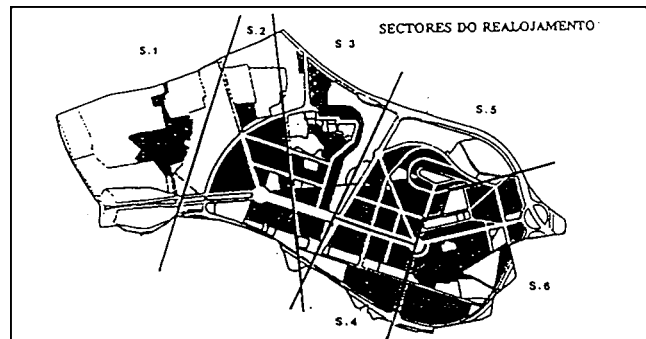 SECTORES DO REALOJAMENTO
S.1
S.2
S 3
S.5
S.6
S.4